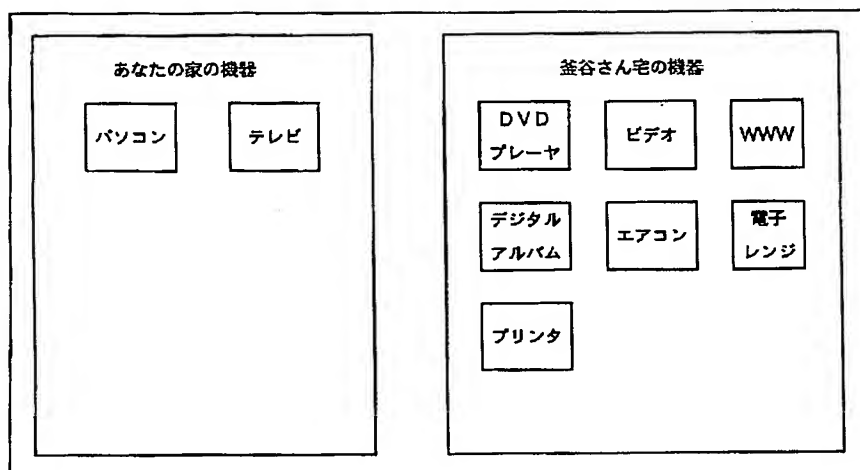 あなたの家の機器
パソコン
テレビ
釜谷さん宅の機器
DVD
プレーヤ
ビデオ
WWW
デジタル
アルバム
エアコン
電子
レンジ
プリンタ